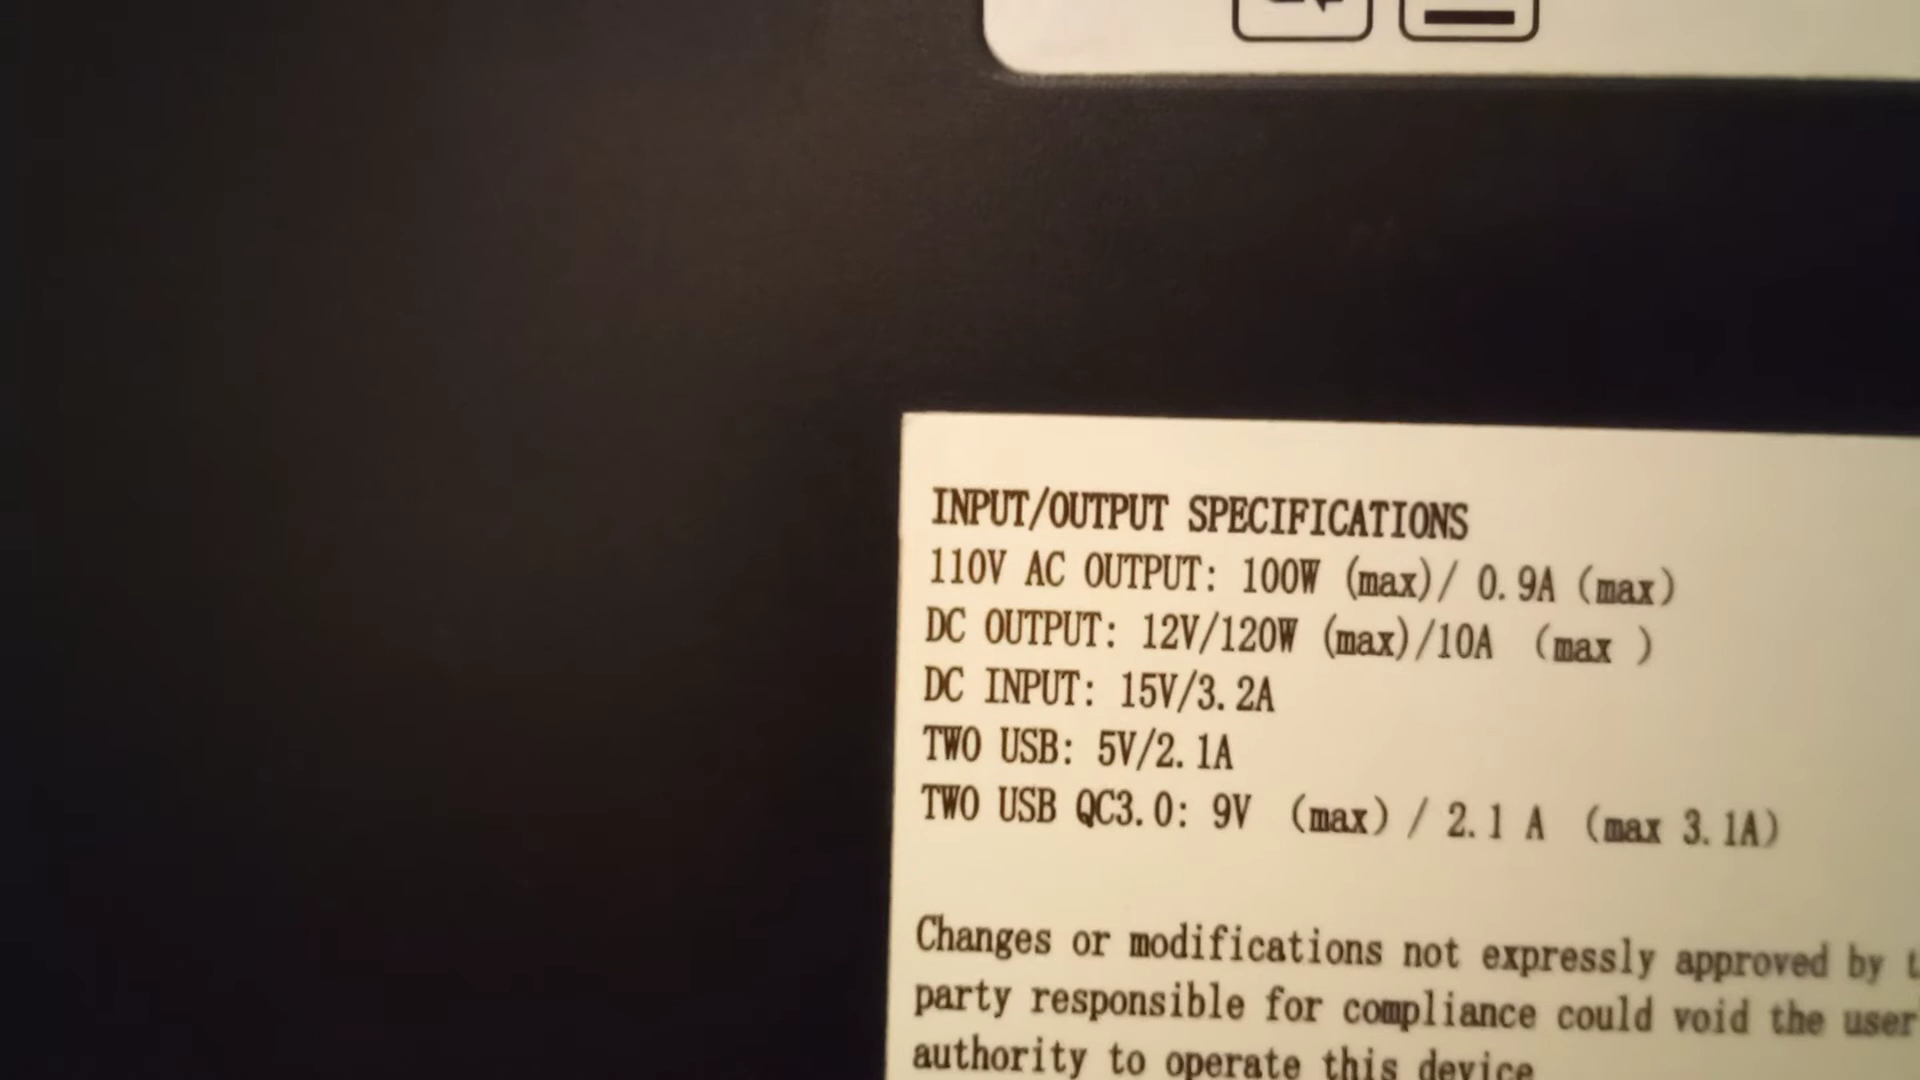 INPUT/OUTPUT SPECIFICATIONS
110V AC OUTPUT: 100W (max)/ 0.9A (max)
DC OUTPUT: 12V/120W (max)/10A (max )
DC INPUT: 15V/3.2A
TWO USB: 5V/2.1A
TWO USB QC3.0: 9V (max) / 2.1 A (max 3.1A)
Changes or modifications not expressly approved by
party responsible for compliance could void the user
authority to operate this device